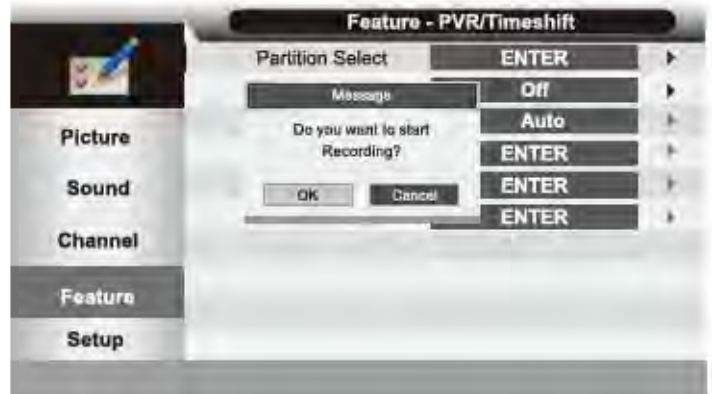 Feature - PVR/Timeshift
Partition Select ENTER
Off
Auto
ENTER
ENTER
ENTER
Message
Do you want to start
Recording?
OK Cancel
Picture
Sound
Channel
Feature
Setup